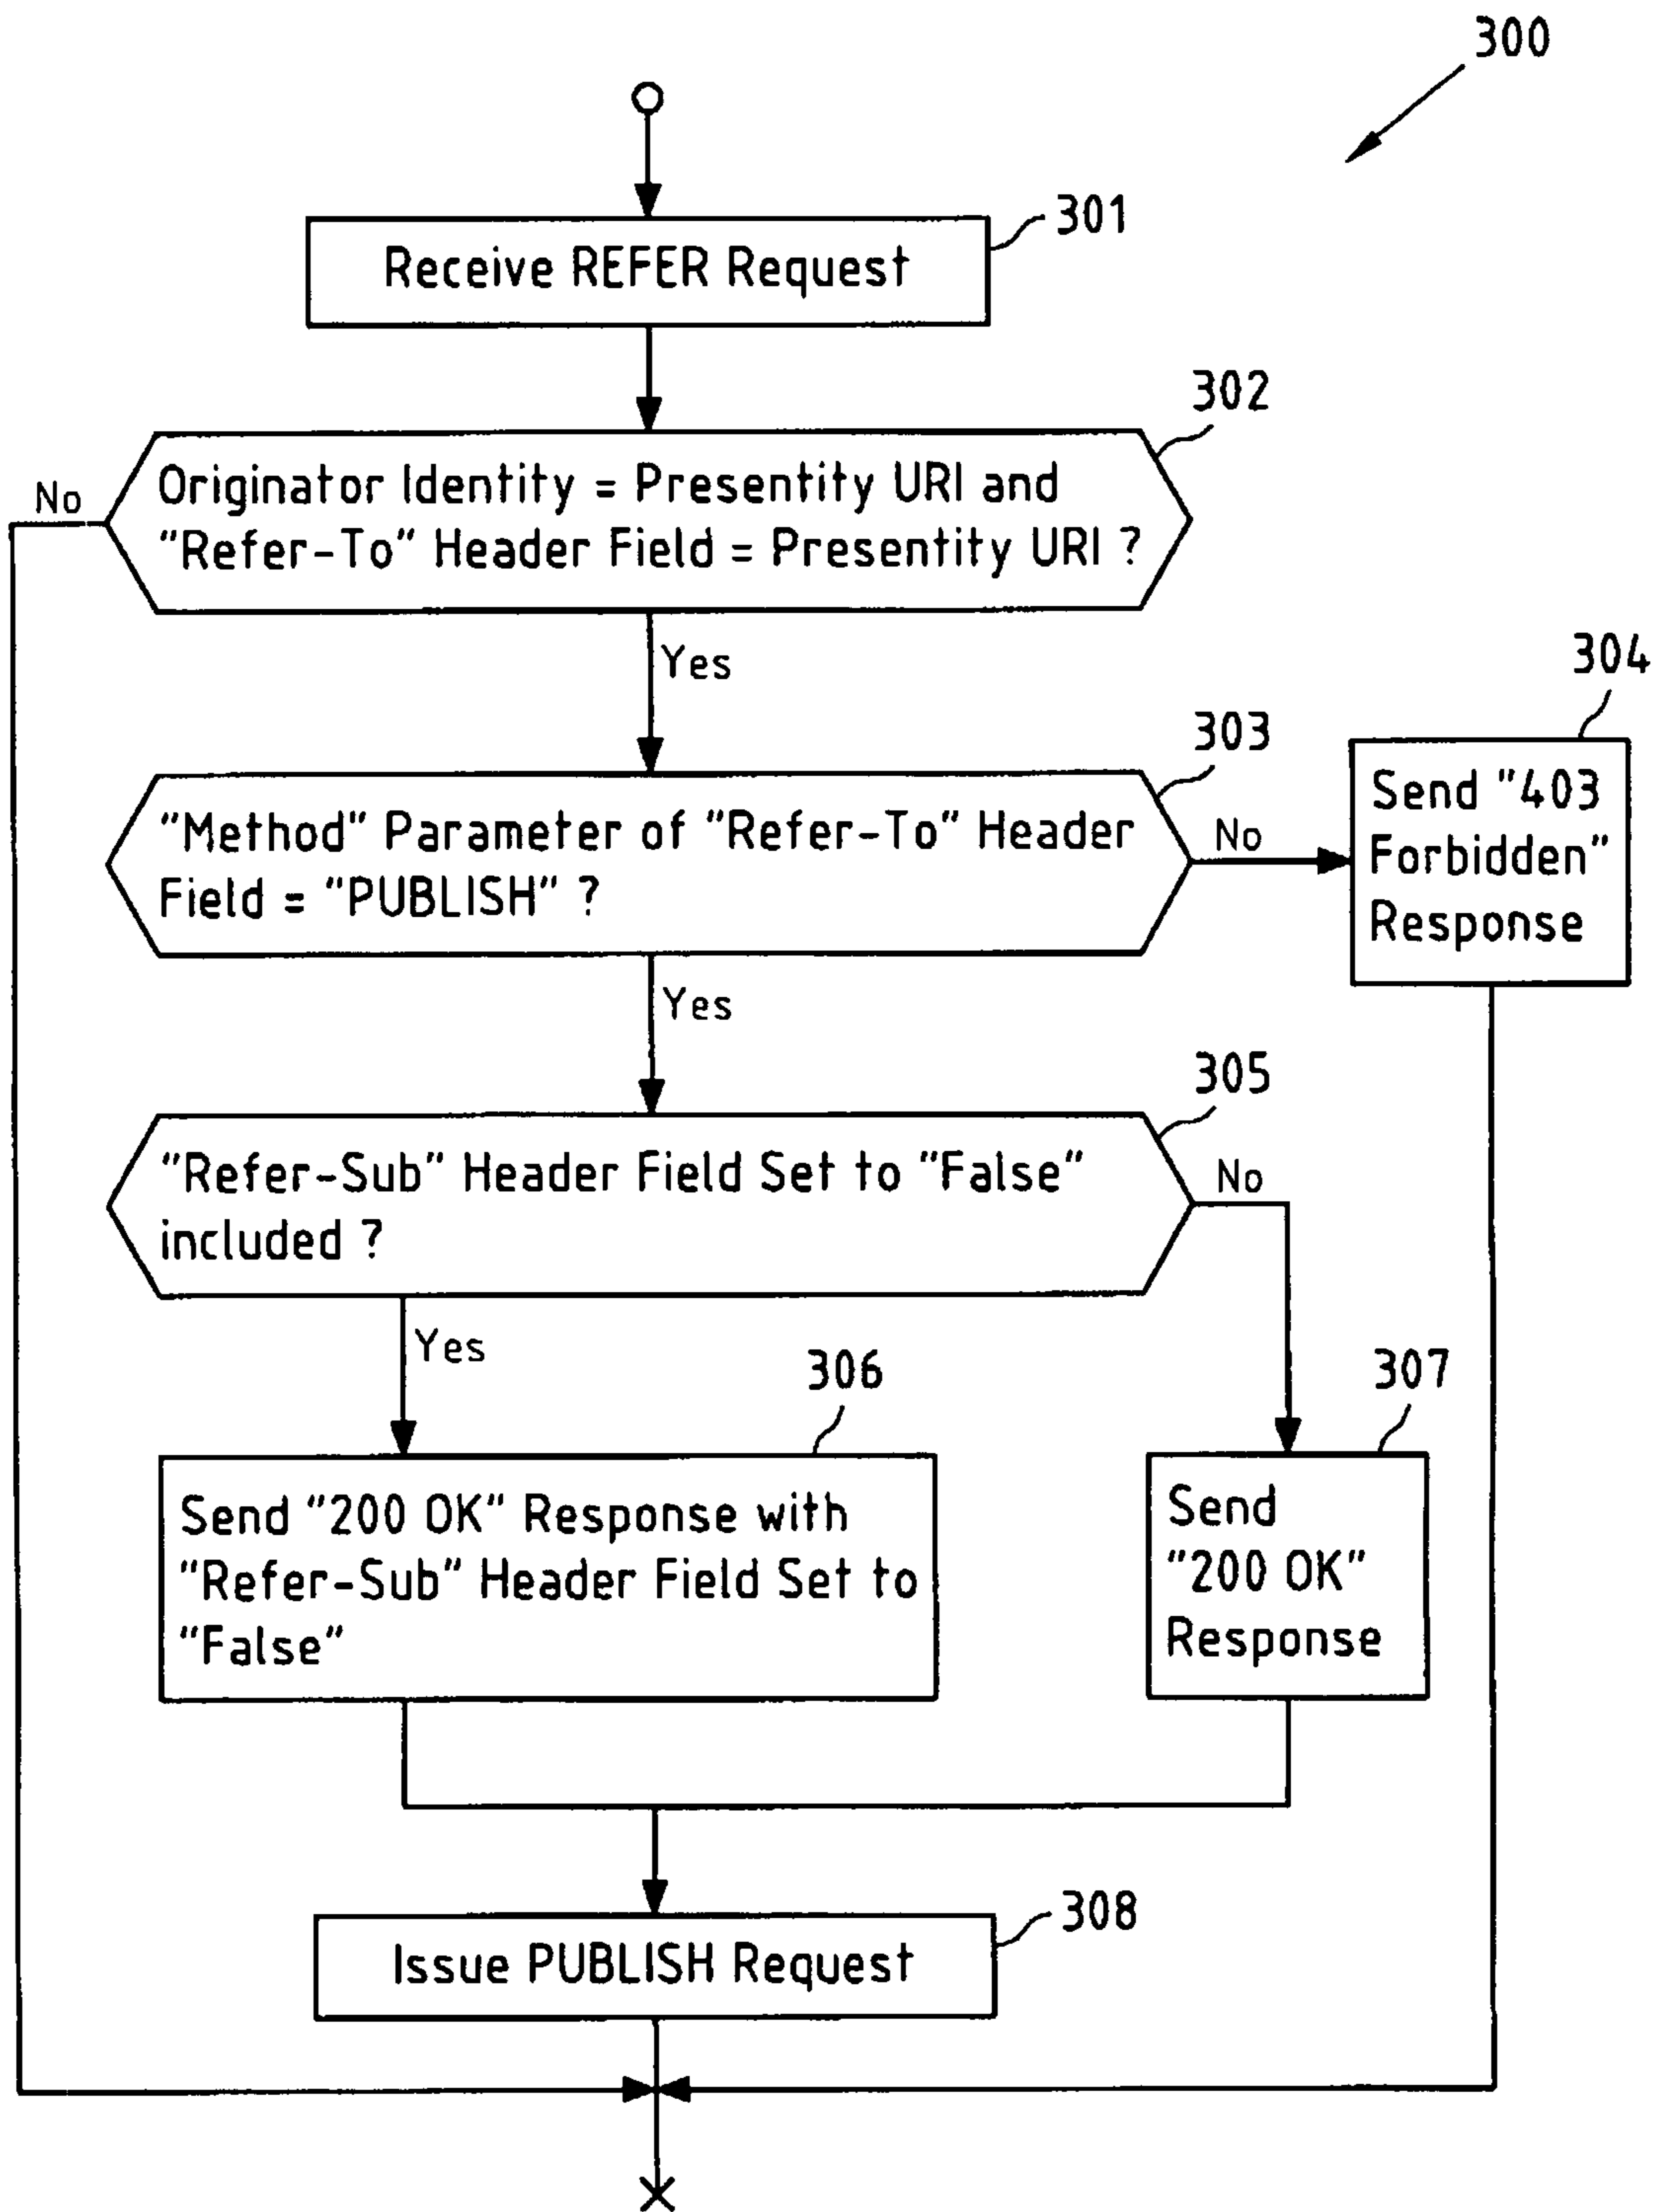 300
301
Receive REFER Request
302
Originator Identity = Presentity URI and
"Refer-To" Header Field = Presentity URI ?
No
Yes
303
"Method" Parameter of "Refer-To" Header
Field = "PUBLISH" ?
No
304
Send "403
Forbidden"
Response
Yes
305
"Refer-Sub" Header Field Set to "False"
included ?
No
Yes
306
Send "200 OK" Response with
"Refer-Sub" Header Field Set to
"False"
307
Send
"200 OK"
Response
308
Issue PUBLISH Request